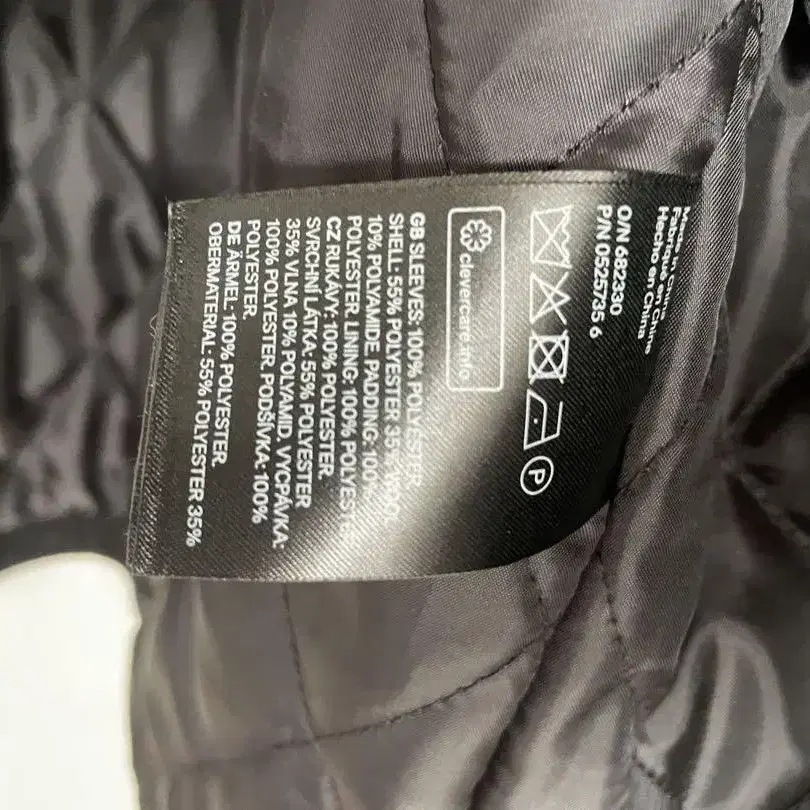 Made in China
Fabriqué en Chine
Hecho en China
O/N 682330
P/N 0525735 6
P
clevercare.info
GB SLEEVES: 100% POLYESTER
SHELL: 55% POLYESTER 35% WOOL
10% POLYAMIDE. PADDING: 100%
POLYESTER. LINING: 100% POLYESTER
CZ RUKÁVY: 100% POLYESTER.
SVRCHNÍ LÁTKA: 55% POLYESTER
35% VLNA 10% POLYAMID. VYCPÁVKA:
100% POLYESTER. PODŠÍVKA: 100%
POLYESTER.
DE ÄRMEL: 100% POLYESTER.
OBERMATERIAL: 55% POLYESTER 35%